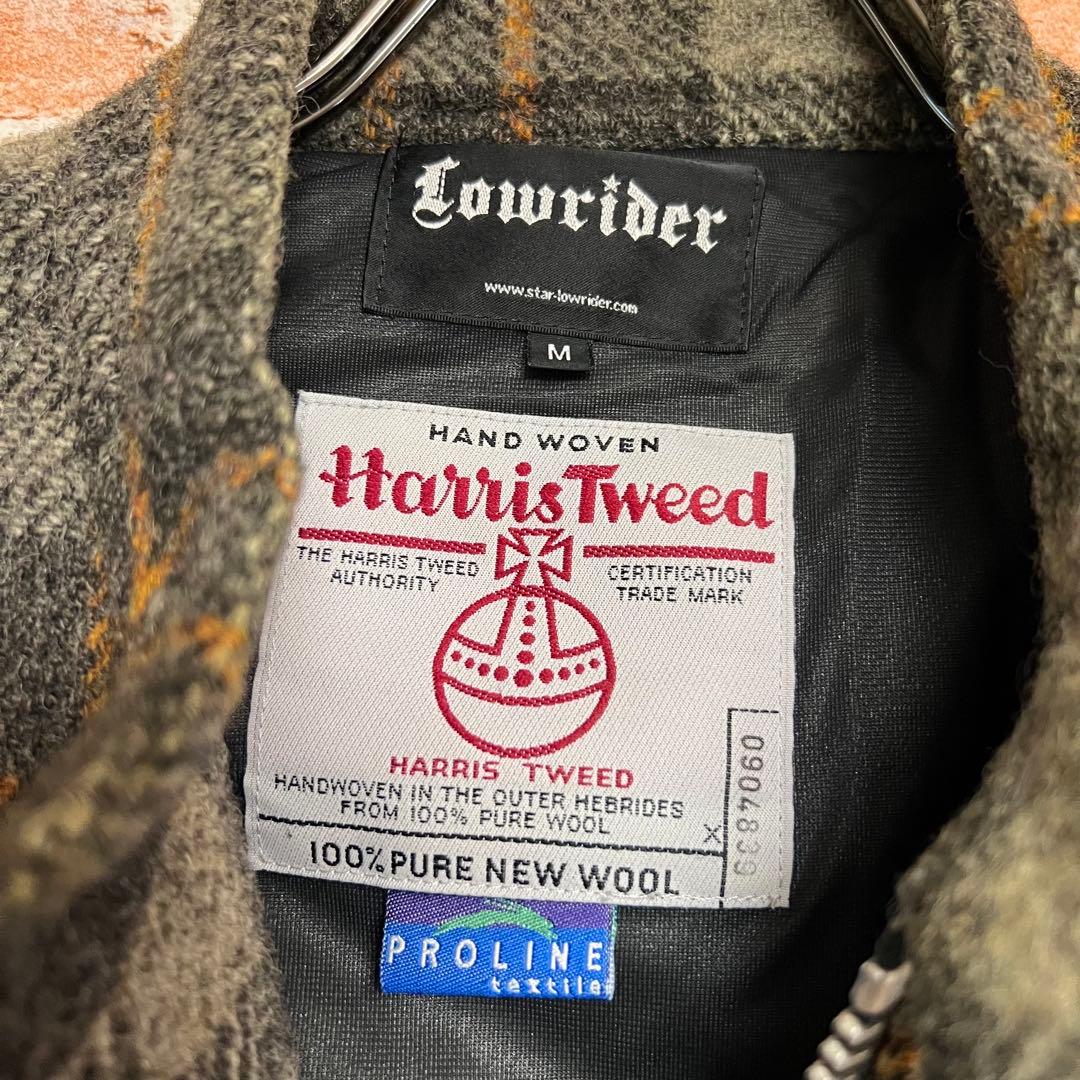 Lowrider
www.star-lowrider.com
M
HAND WOVEN
Harris Tweed
THE HARRIS TWEED
AUTHORITY
CERTIFICATION
TRADE MARK
HARRIS TWEED
HANDWOVEN IN THE OUTER HEBRIDES
FROM 100% PURE WOOL
X
0904839
100% PURE NEW WOOL
PROLINE
textile